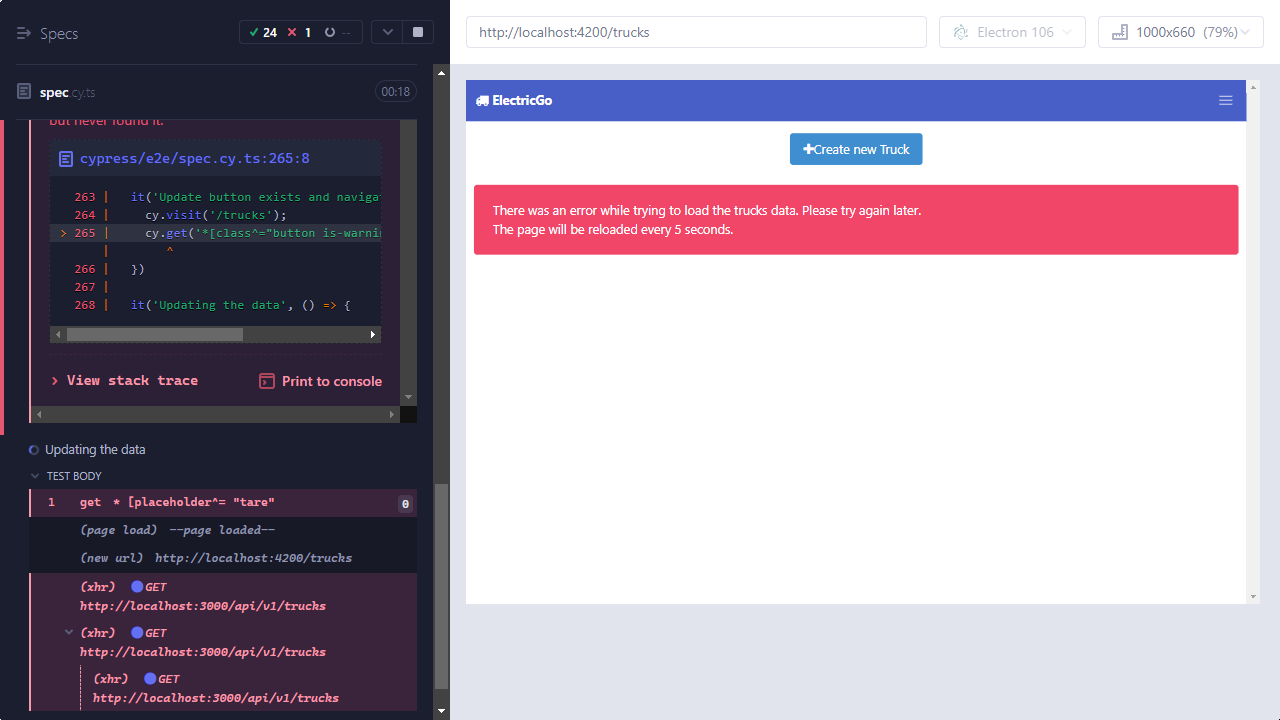 Specs
24
1
--
spec.cy.ts
00:18
but never found it.
cypress/e2e/spec.cy.ts:265:8
263 | it('Update button exists and naviga
264 | cy.visit('/trucks');
> 265 | cy.get('*[class^="button is-warnin
| ^
266 | })
267 |
268 | it('Updating the data', () => {
> View stack trace
Print to console
Updating the data
TEST BODY
1 get * [placeholder^= "tare" 0
(page load) --page loaded--
(new url) http://localhost:4200/trucks
(xhr) GET
http://localhost:3000/api/v1/trucks
(xhr) GET
http://localhost:3000/api/v1/trucks
(xhr) GET
http://localhost:3000/api/v1/trucks
http://localhost:4200/trucks
Electron 106
1000x660 (79%)
ElectricGo
Create new Truck
There was an error while trying to load the trucks data. Please try again later.
The page will be reloaded every 5 seconds.